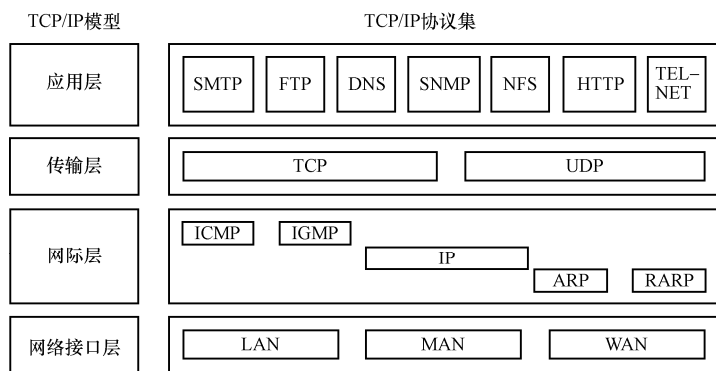 TCP/IP模型 TCP/IP协议集
应用层 SMTP FTP DNS SNMP NFS HTTP TEL–
NET
传输层 TCP UDP
网际层
ICMP IGMP
IP
ARP RARP
网络接口层 LAN MAN WAN